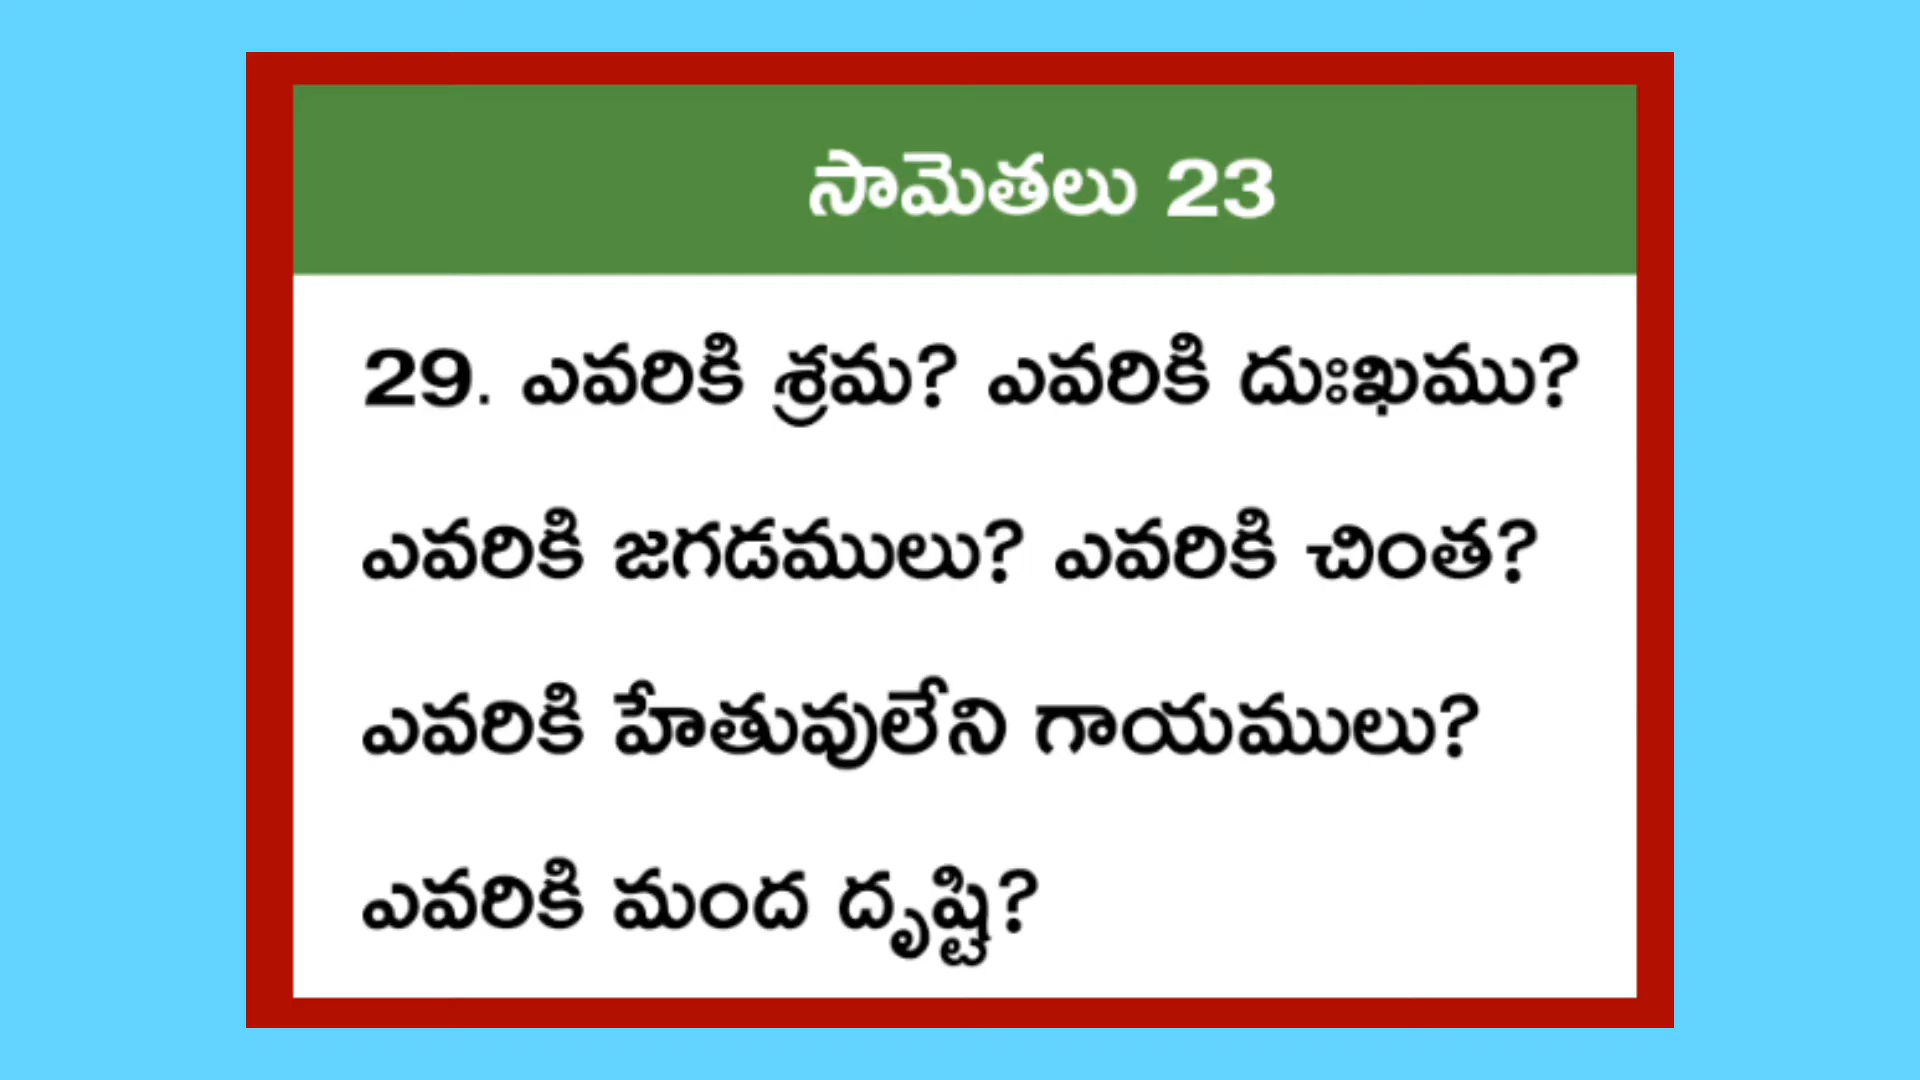 సామెతలు 23
29. ఎవరికి శ్రమ? ఎవరికి దుఃఖము?
ఎవరికి జగడములు? ఎవరికి చింత?
ఎవరికి హేతువులేని గాయములు?
ఎవరికి మంద దృష్టి?